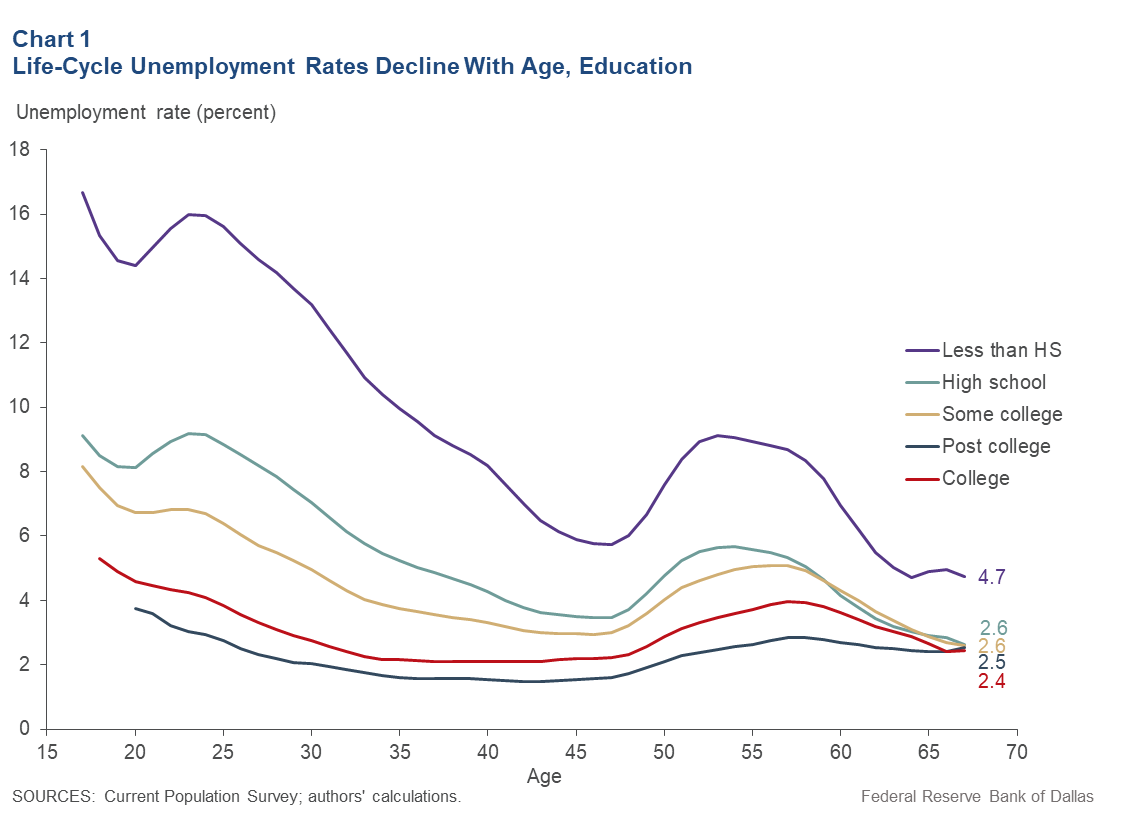 Chart 1
Life-Cycle Unemployment Rates Decline With Age, Education
Unemployment rate (percent)
18
16
14
12
10
8
6
4
2
0
Less than HS
High school
Some college
Post college
College
4.7
2.6
2.6
2.5
2.4
15 20 25 30 35 40 45 50 55 60 65 70
Age
SOURCES: Current Population Survey; authors' calculations.
Federal Reserve Bank of Dallas